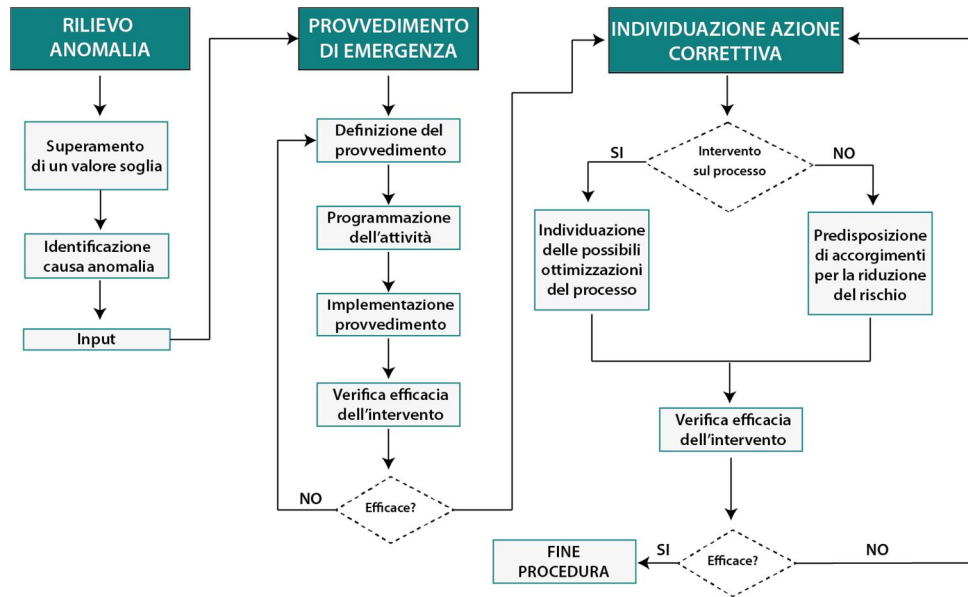 RILIEVO
ANOMALIA
Superamento
di un valore soglia
Identificazione
causa anomalia
Input
PROVVEDIMENTO
DI EMERGENZA
Definizione del
provvedimento
Programmazione
dell'attività
Implementazione
provvedimento
Verifica efficacia
dell'intervento
NO
Efficace?
INDIVIDUAZIONE AZIONE
CORRETTIVA
SI
Intervento
sul processo
NO
Individuazione
delle possibili
ottimizzazioni
del processo
Predisposizione
di accorgimenti
per la riduzione
del rischio
Verifica efficacia
dell'intervento
FINE
PROCEDURA
SI
Efficace?
NO